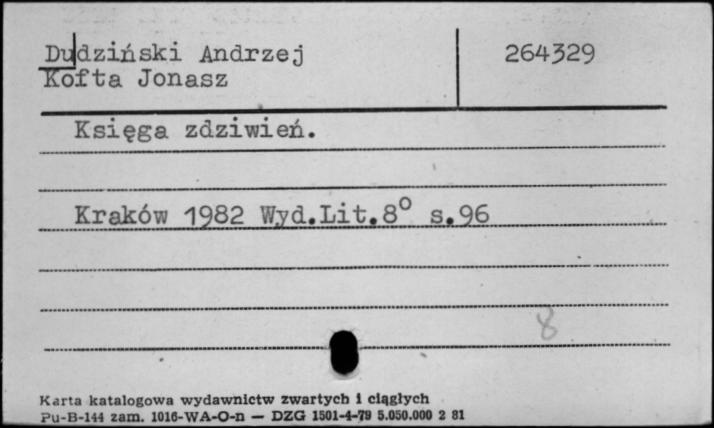 Dudziński Andrzej 264329
Kofta Jonasz
Księga zdziwień.
Kraków 1982 Wyd.Lit.8° s.96
8
Karta katalogowa wydawnictw zwartych i ciągłych
Pu-B-144 zam. 1016-WA-O-n — DZG 1501-4-79 5.050.000 2 81